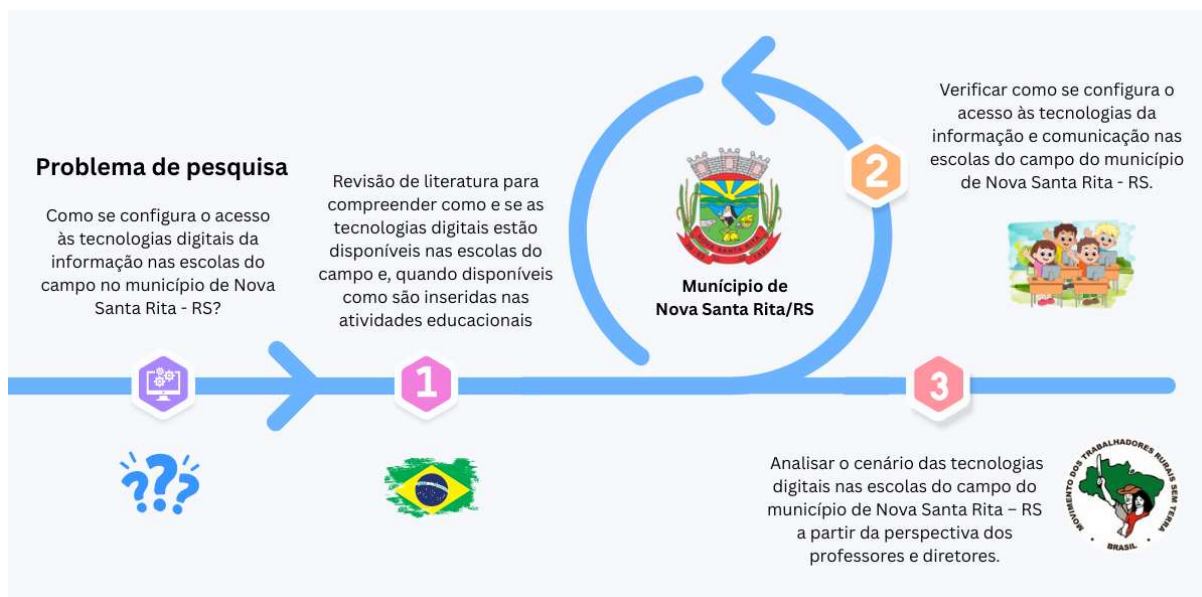 Problema de pesquisa
Como se configura o acesso
às tecnologias digitais da
informação nas escolas do
campo no município de Nova
Santa Rita - RS?
Revisão de literatura para
compreender como e se as
tecnologias digitais estão
disponíveis nas escolas do
campo e, quando disponíveis
como são inseridas nas
atividades educacionais
1
NOVA SANTA RITA
Munícipio de
Nova Santa Rita/RS
2
Verificar como se configura o
acesso às tecnologias da
informação e comunicação nas
escolas do campo do município
de Nova Santa Rita - RS.
3
Analisar o cenário das tecnologias
digitais nas escolas do campo do
município de Nova Santa Rita – RS
a partir da perspectiva dos
professores e diretores.
MOVIMENTO DOS TRABALHADORES RURAIS SEM TERRA
BRASIL
???